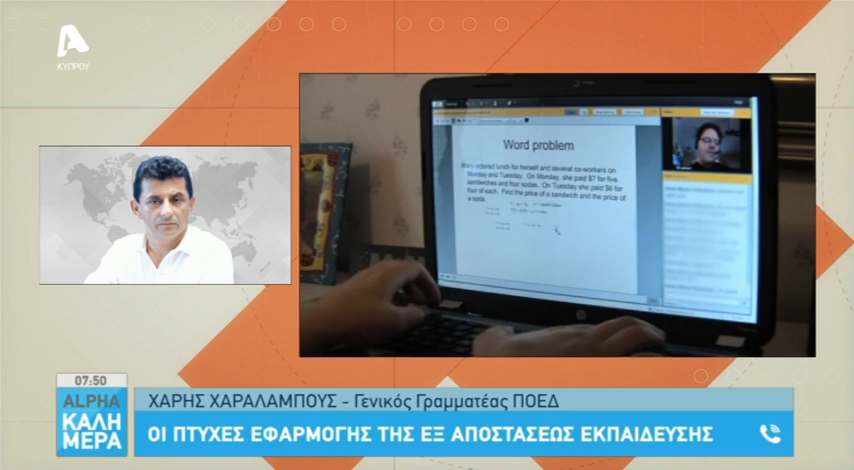 ΚΥΠΡΟΥ
Word problem
Mary ordered lunch for herself and several co-workers on
Monday and Tuesday. On Monday, she paid $7 for five
sandwiches and four sodas. On Tuesday she paid $6 for
four of each. Find the price of a sandwich and the price of
a soda.
hp
07:50
ALPHA
ΚΑΛΗ
ΜΕΡΑ
ΧΑΡΗΣ ΧΑΡΑΛΑΜΠΟΥΣ - Γενικός Γραμματέας ΠΟΕΔ
ΟΙ ΠΤΥΧΕΣ ΕΦΑΡΜΟΓΗΣ ΤΗΣ ΕΞ ΑΠΟΣΤΑΣΕΩΣ ΕΚΠΑΙΔΕΥΣΗΣ